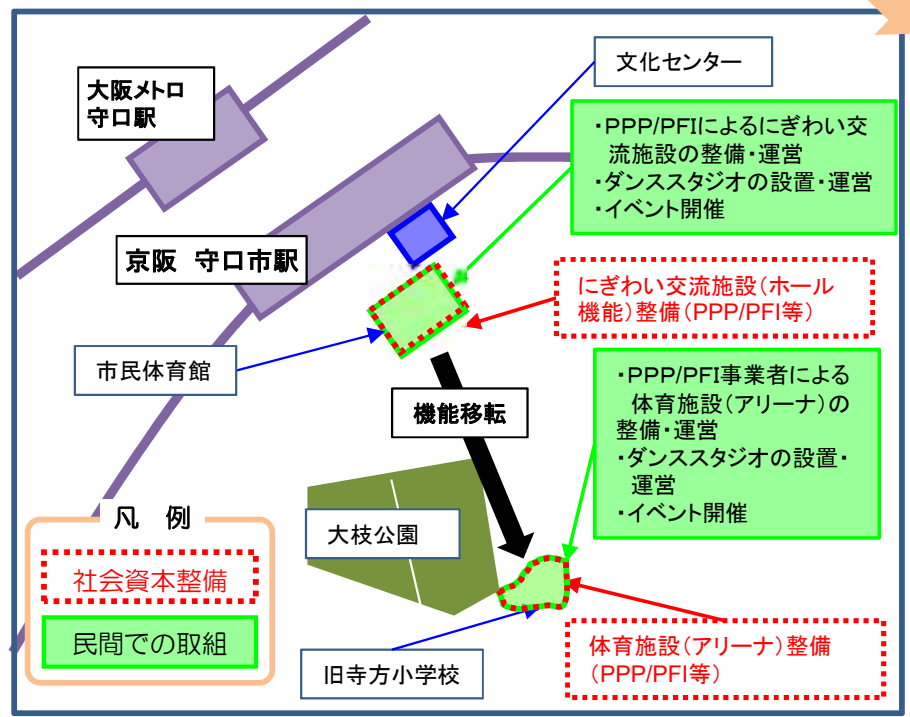 大阪メトロ
守口駅
文化センター
・PPP/PFIによるにぎわい交
流施設の整備・運営
・ダンススタジオの設置・運営
・イベント開催
京阪 守口市駅
にぎわい交流施設(ホール
機能)整備(PPP/PFI等)
市民体育館
機能移転
・PPP/PFI事業者による
体育施設(アリーナ)の
整備・運営
・ダンススタジオの設置・
運営
・イベント開催
大枝公園
凡 例
社会資本整備
民間での取組
旧寺方小学校
体育施設(アリーナ)整備
(PPP/PFI等)